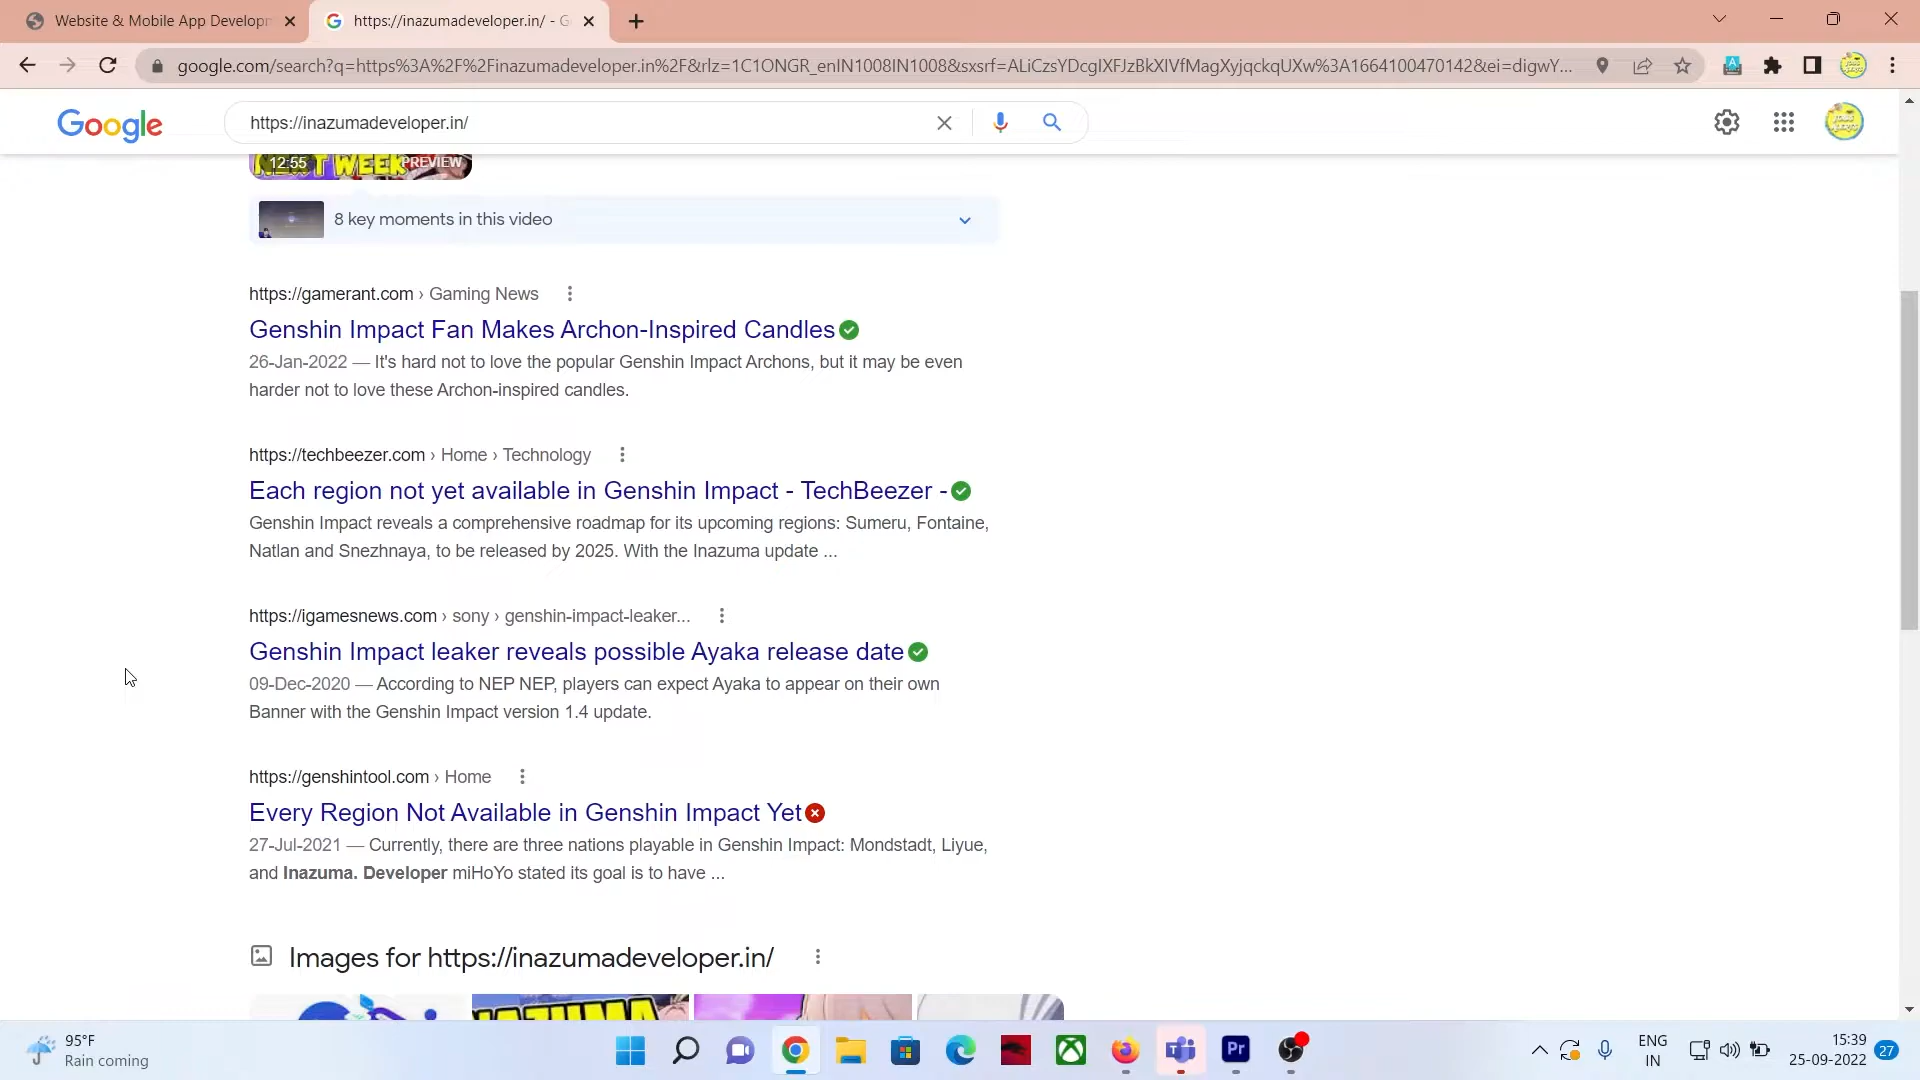 Website & Mobile App Developm
https://inazumadeveloper.in/ - G
google.com/search?q=https%3A%2F%2Finazumadeveloper.in%2F&rlz=1C1ONGR_enIN1008IN1008&sxsrf=ALiCzsYDcgIXFJzBkXIVfMagXyjqckqUXw%3A1664100470142&ei=digwY...
Google
https://inazumadeveloper.in/
12:55
PREVIEW
WEEK
8 key moments in this video
https://gamerant.com › Gaming News
Genshin Impact Fan Makes Archon-Inspired Candles
26-Jan-2022 — It's hard not to love the popular Genshin Impact Archons, but it may be even
harder not to love these Archon-inspired candles.
https://techbeezer.com › Home › Technology
Each region not yet available in Genshin Impact - TechBeezer -
Genshin Impact reveals a comprehensive roadmap for its upcoming regions: Sumeru, Fontaine,
Natlan and Snezhnaya, to be released by 2025. With the Inazuma update ...
https://igamesnews.com › sony › genshin-impact-leaker...
Genshin Impact leaker reveals possible Ayaka release date
09-Dec-2020 — According to NEP NEP, players can expect Ayaka to appear on their own
Banner with the Genshin Impact version 1.4 update.
https://genshintool.com › Home
Every Region Not Available in Genshin Impact Yet
27-Jul-2021 — Currently, there are three nations playable in Genshin Impact: Mondstadt, Liyue,
and Inazuma. Developer miHoYo stated its goal is to have ...
Images for https://inazumadeveloper.in/
INAZUMA
95°F
Rain coming
Pr
ENG
IN
15:39
25-09-2022
27